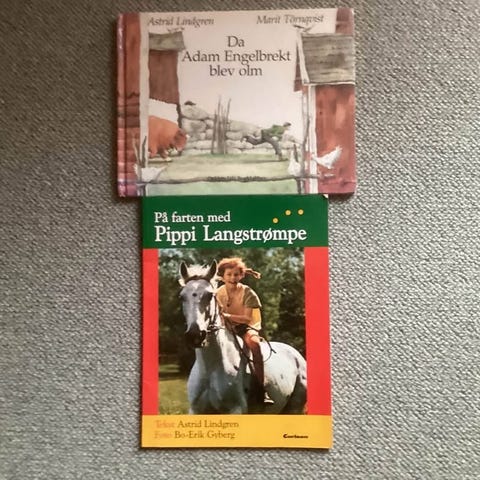 Astrid Lindgren Marit Törnqvist
Da
Adam Engelbrekt
blev olm
På farten med
Pippi Langstrømpe
Tekst Astrid Lindgren
Foto Bo-Erik Gyberg
Carlsen